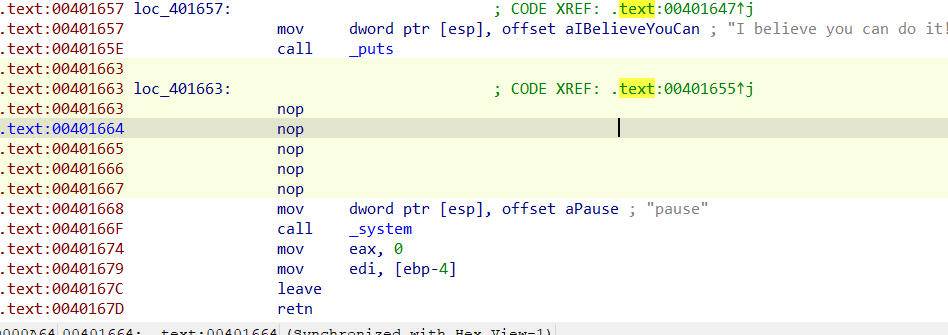 .text:00401657 loc_401657: ; CODE XREF: .text:00401647↑j
.text:00401657 mov dword ptr [esp], offset aIBelieveYouCan ; "I believe you can do it!
.text:0040165E call _puts
.text:00401663
.text:00401663 loc_401663: ; CODE XREF: .text:00401655↑j
.text:00401663 nop
.text:00401664 nop
.text:00401665 nop
.text:00401666 nop
.text:00401667 nop
.text:00401668 mov dword ptr [esp], offset aPause ; "pause"
.text:0040166F call _system
.text:00401674 mov eax, 0
.text:00401679 mov edi, [ebp-4]
.text:0040167C leave
.text:0040167D retn
0000A64 00401664: .text:00401664 (Synchronized with Hex View-1)